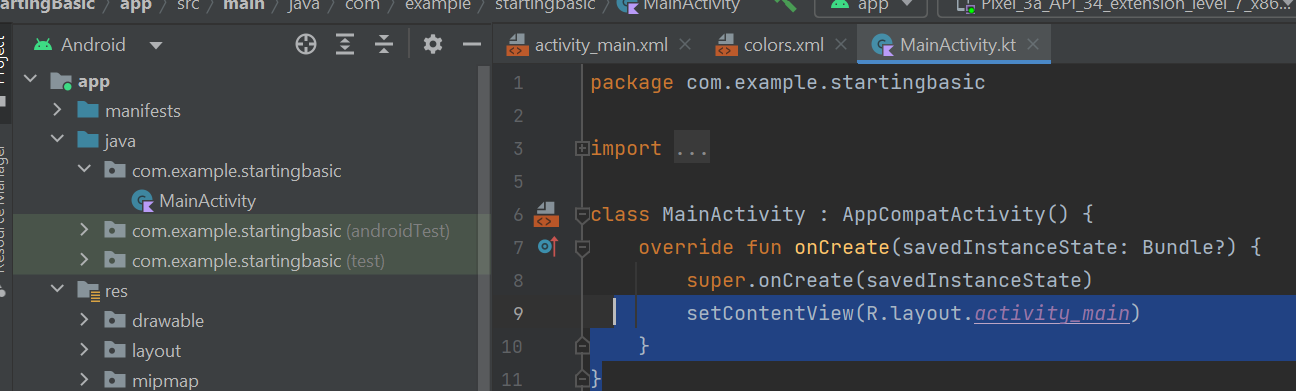 artingBasic › app › src › main › java › com › example › startingbasic › MainActivity app Pixel_3a_API_34_extension_level_7_x86...
Project
Android
activity_main.xml colors.xml MainActivity.kt
app
manifests
java
com.example.startingbasic
MainActivity
com.example.startingbasic (androidTest)
com.example.startingbasic (test)
res
drawable
layout
mipmap
Resource Manager
1 package com.example.startingbasic
2
3 import ...
5
6 class MainActivity : AppCompatActivity() {
7 override fun onCreate(savedInstanceState: Bundle?) {
8 super.onCreate(savedInstanceState)
9 setContentView(R.layout.activity_main)
10 }
11 }